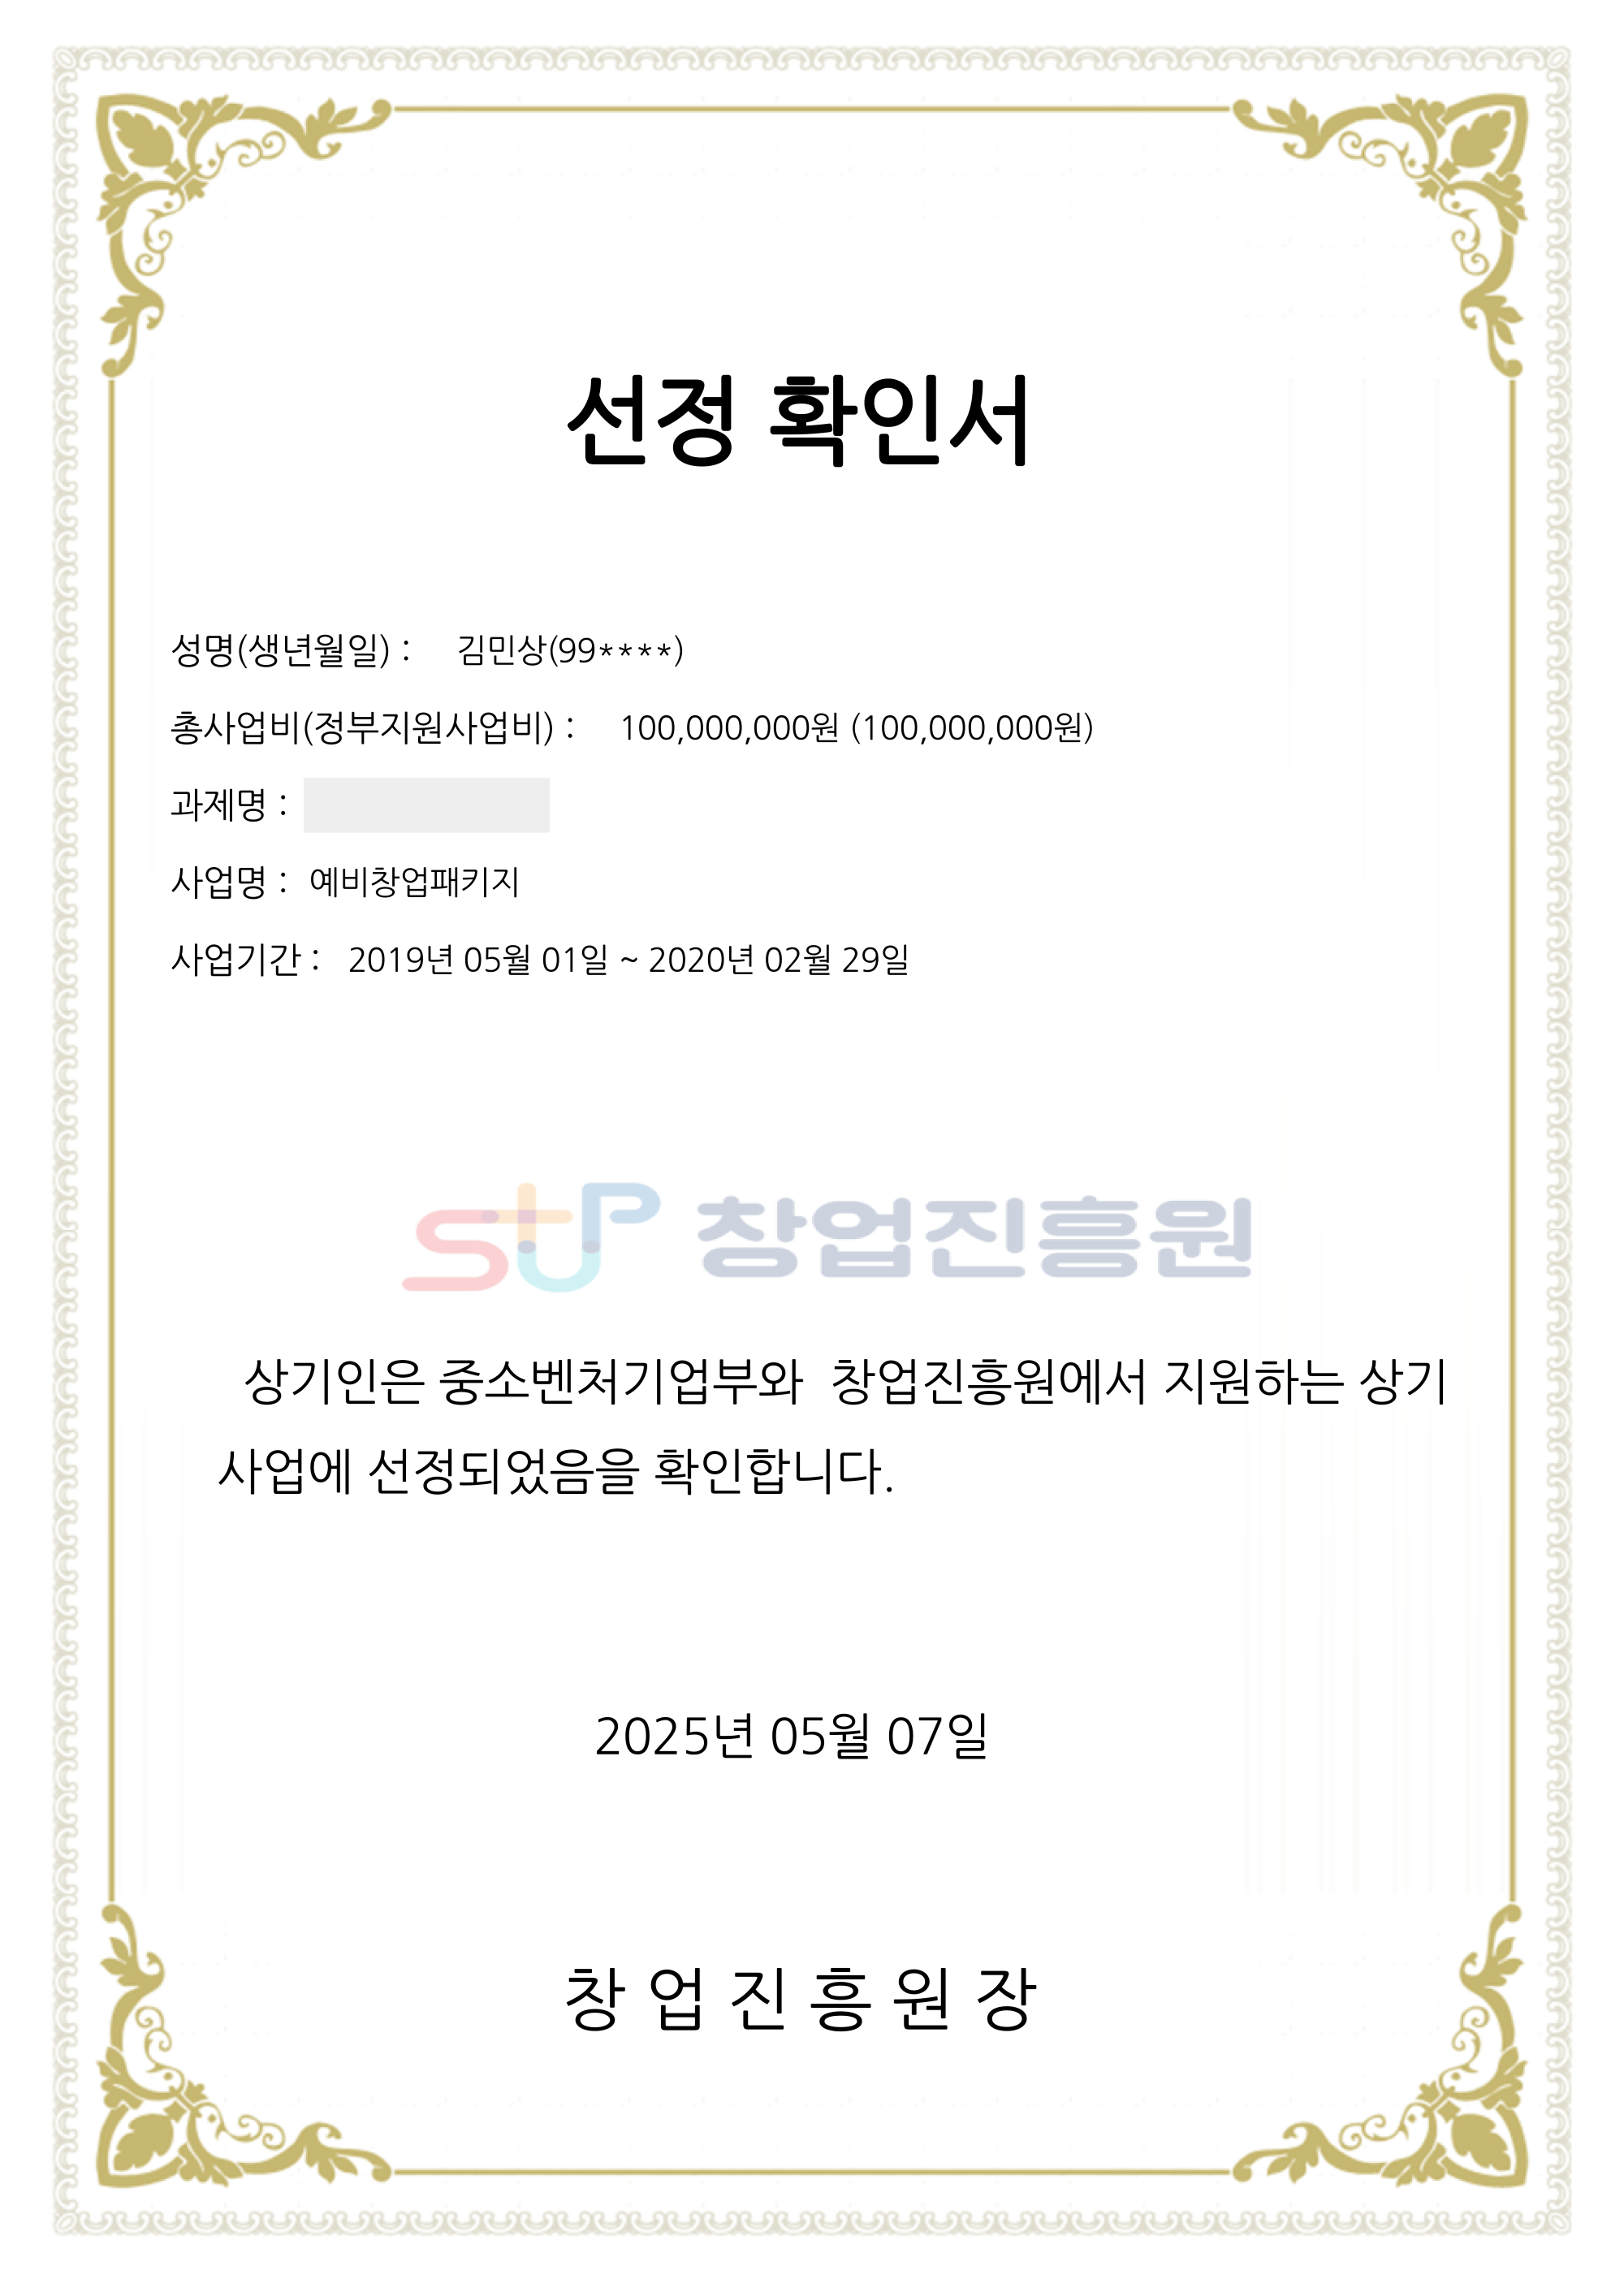 선정 확인서
성명(생년월일) : 김민상(99****)
총사업비(정부지원사업비) : 100,000,000원 (100,000,000원)
과제명 :
사업명 : 예비창업패키지
사업기간 : 2019년 05월 01일 ~ 2020년 02월 29일
stUP 창업진흥원
상기인은 중소벤처기업부와 창업진흥원에서 지원하는 상기
사업에 선정되었음을 확인합니다.
2025년 05월 07일
창 업 진 흥 원 장